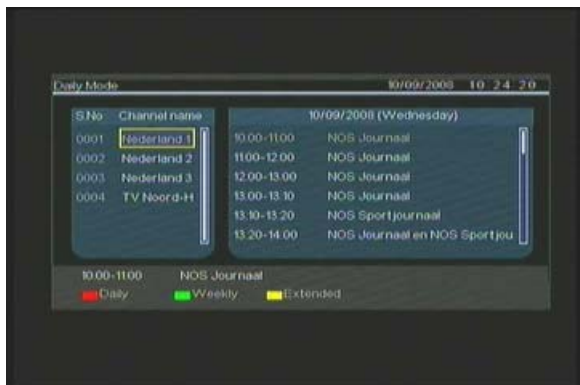 Daily Mode 10/09/2008 10 24 20
S.No Channel name 10/09/2008 (Wednesday)
0001 Nederland 1 10.00-11.00 NOS Journaal
0002 Nederland 2 11.00-12.00 NOS Journaal
0003 Nederland 3 12.00-13.00 NOS Journaal
0004 TV Noord-H 13.00-13.10 NOS Journaal
13.10-13.20 NOS Sportjournaal
13.20-14.00 NOS Journaal en NOS Sportjou
10.00-11.00 NOS Journaal
Daily Weekly Extended